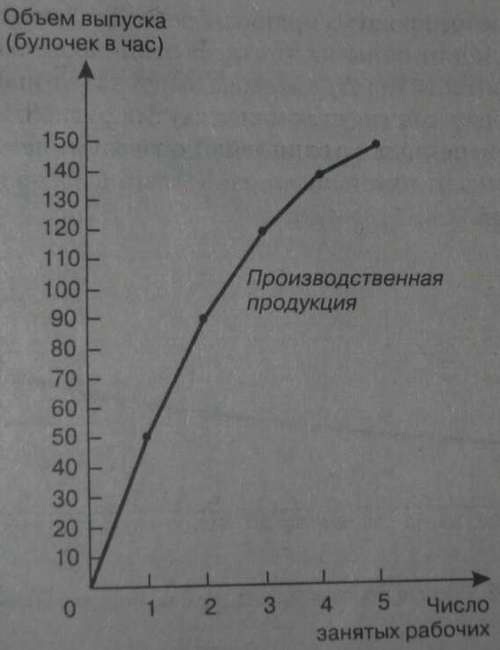 Объем выпуска
(булочек в час)
150
140
130
120
110
100
90
80
70
60
50
40
30
20
10
Производственная
продукция
0 1 2 3 4 5 Число
занятых рабочих